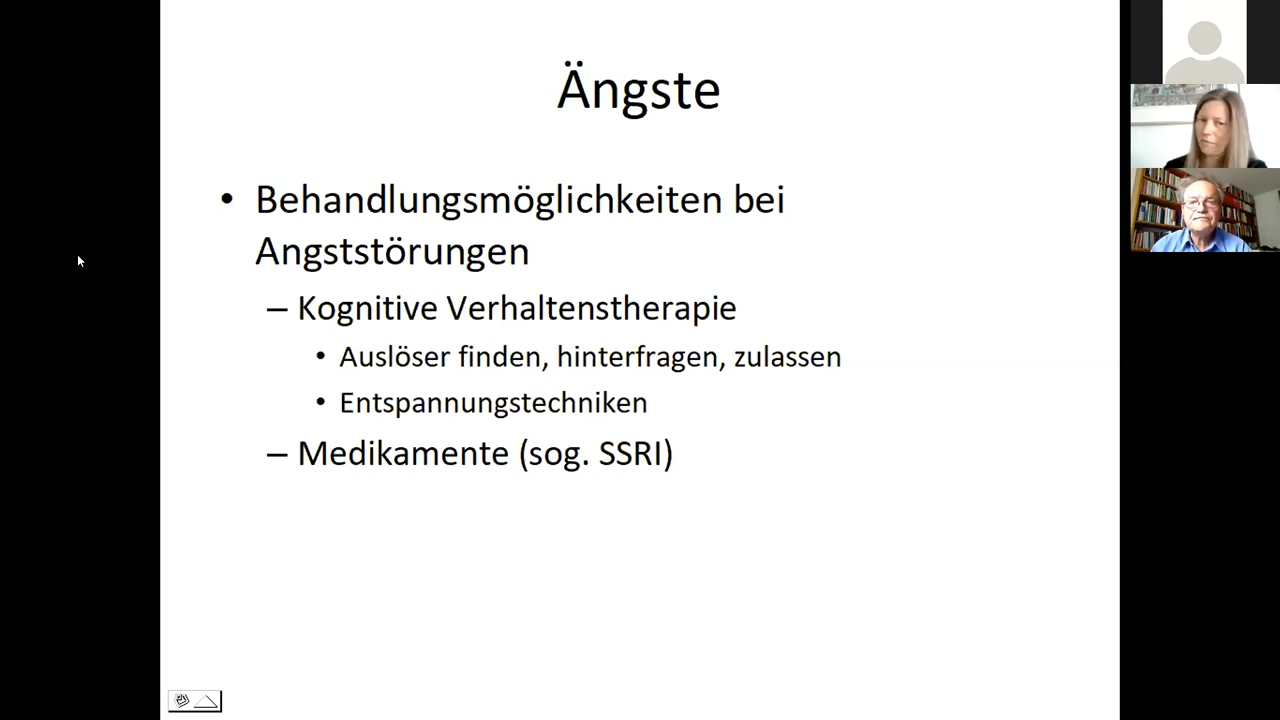 Ängste
• Behandlungsmöglichkeiten bei
Angststörungen
– Kognitive Verhaltenstherapie
• Auslöser finden, hinterfragen, zulassen
• Entspannungstechniken
– Medikamente (sog. SSRI)